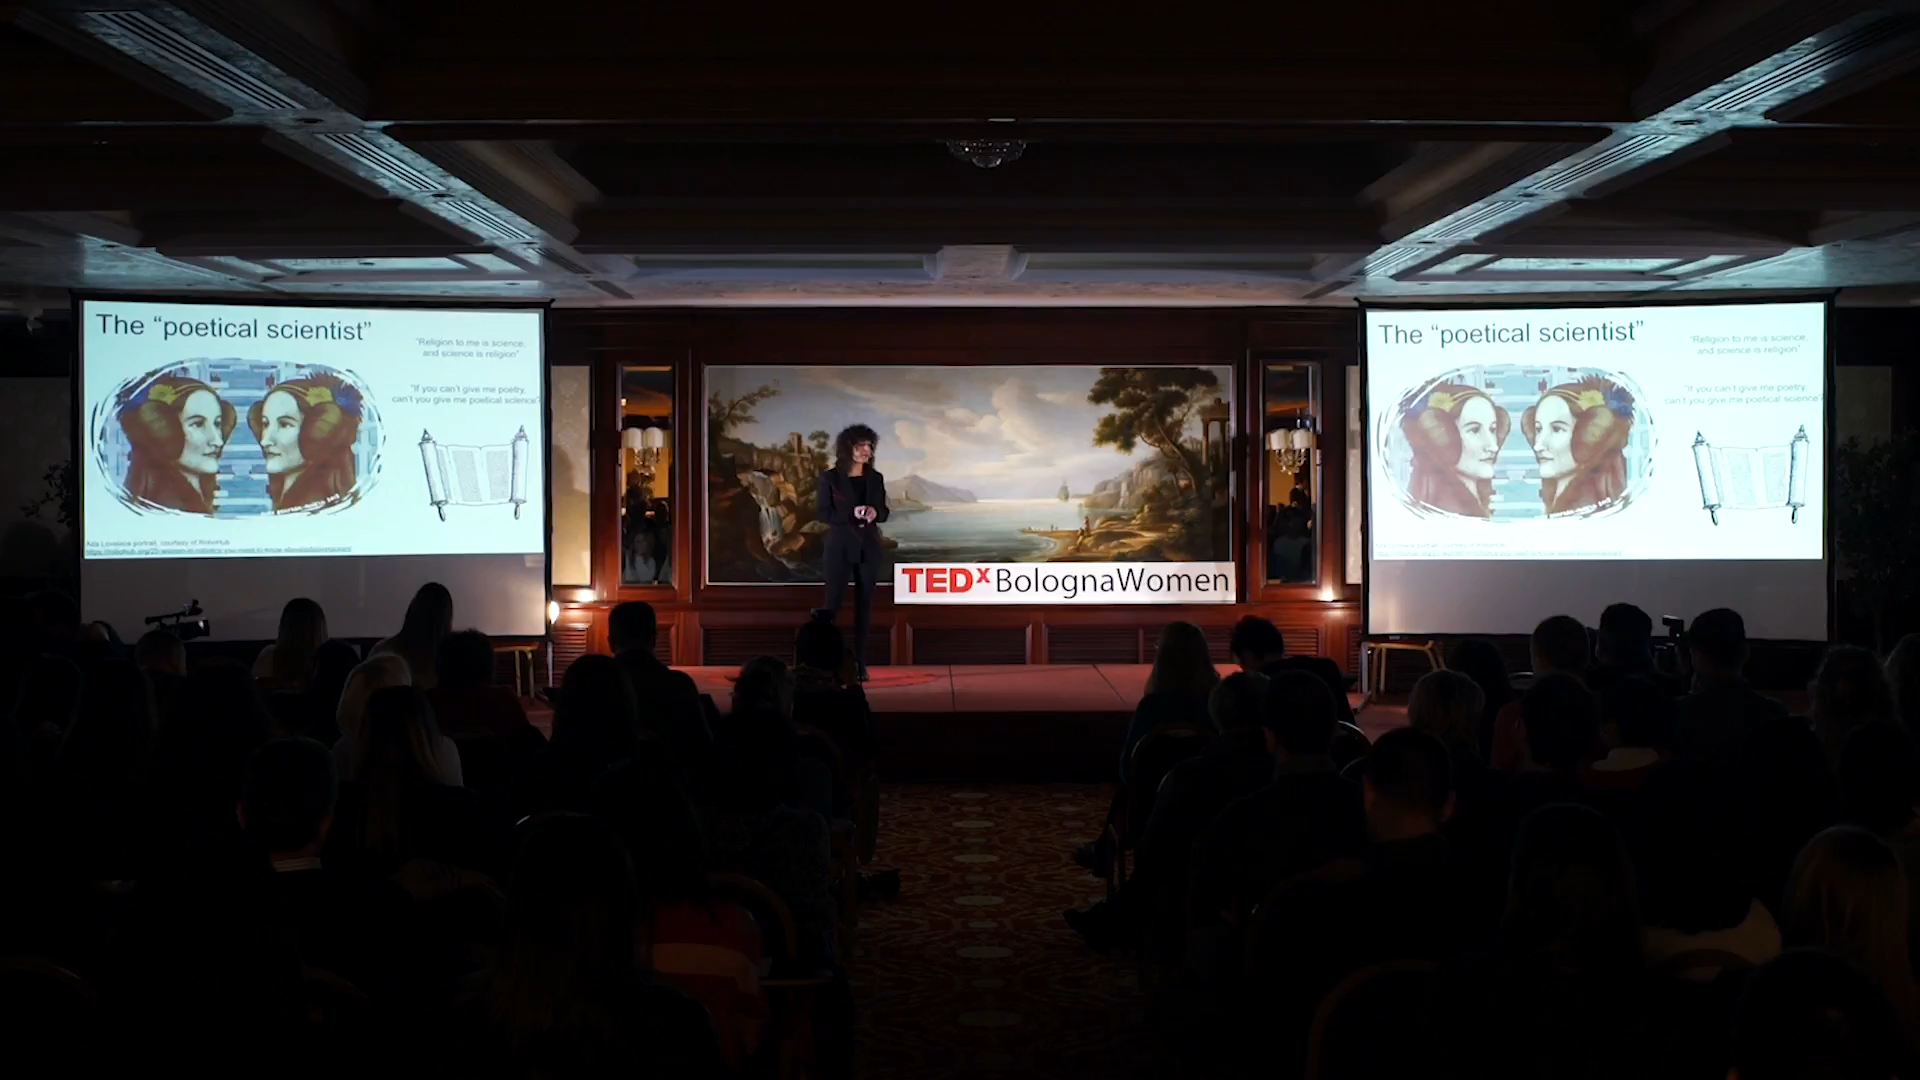 The “poetical scientist”
"Religion to me is science,
and science is religion"
"If you can't give me poetry,
can't you give me poetical science?
Ada Lovelace portrait, courtesy of RoboHub
TEDxBolognaWomen
The “poetical scientist”
"Religion to me is science,
and science is religion"
"If you can't give me poetry,
can't you give me poetical science?